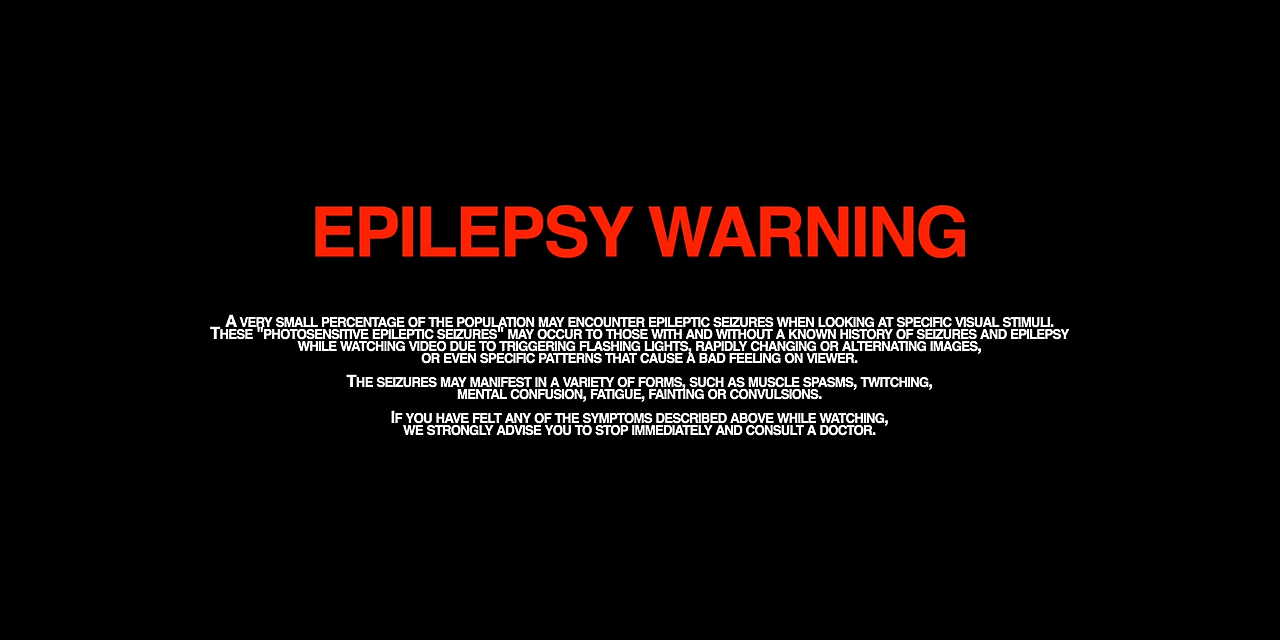 EPILEPSY WARNING
A VERY SMALL PERCENTAGE OF THE POPULATION MAY ENCOUNTER EPILEPTIC SEIZURES WHEN LOOKING AT SPECIFIC VISUAL STIMULI.
THESE "PHOTOSENSITIVE EPILEPTIC SEIZURES" MAY OCCUR TO THOSE WITH AND WITHOUT A KNOWN HISTORY OF SEIZURES AND EPILEPSY
WHILE WATCHING VIDEO DUE TO TRIGGERING FLASHING LIGHTS, RAPIDLY CHANGING OR ALTERNATING IMAGES,
OR EVEN SPECIFIC PATTERNS THAT CAUSE A BAD FEELING ON VIEWER.
THE SEIZURES MAY MANIFEST IN A VARIETY OF FORMS, SUCH AS MUSCLE SPASMS, TWITCHING,
MENTAL CONFUSION, FATIGUE, FAINTING OR CONVULSIONS.
IF YOU HAVE FELT ANY OF THE SYMPTOMS DESCRIBED ABOVE WHILE WATCHING,
WE STRONGLY ADVISE YOU TO STOP IMMEDIATELY AND CONSULT A DOCTOR.